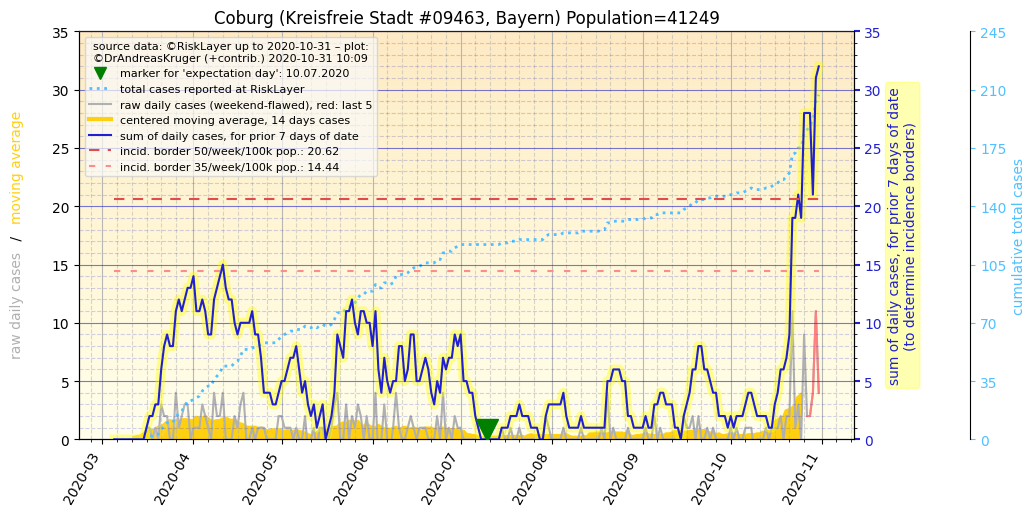 Coburg (Kreisfreie Stadt #09463, Bayern) Population=41249
source data: ©RiskLayer up to 2020-10-31 – plot:
©DrAndreasKruger (+contrib.) 2020-10-31 10:09
marker for 'expectation day': 10.07.2020
total cases reported at RiskLayer
raw daily cases (weekend-flawed), red: last 5
centered moving average, 14 days cases
sum of daily cases, for prior 7 days of date
incid. border 50/week/100k pop.: 20.62
incid. border 35/week/100k pop.: 14.44
raw daily cases / moving average
35
30
25
20
15
10
5
0
2020-03
2020-04
2020-05
2020-06
2020-07
2020-08
2020-09
2020-10
2020-11
35
30
25
20
15
10
5
0
sum of daily cases, for prior 7 days of date
(to determine incidence borders)
245
210
175
140
105
70
35
0
cumulative total cases